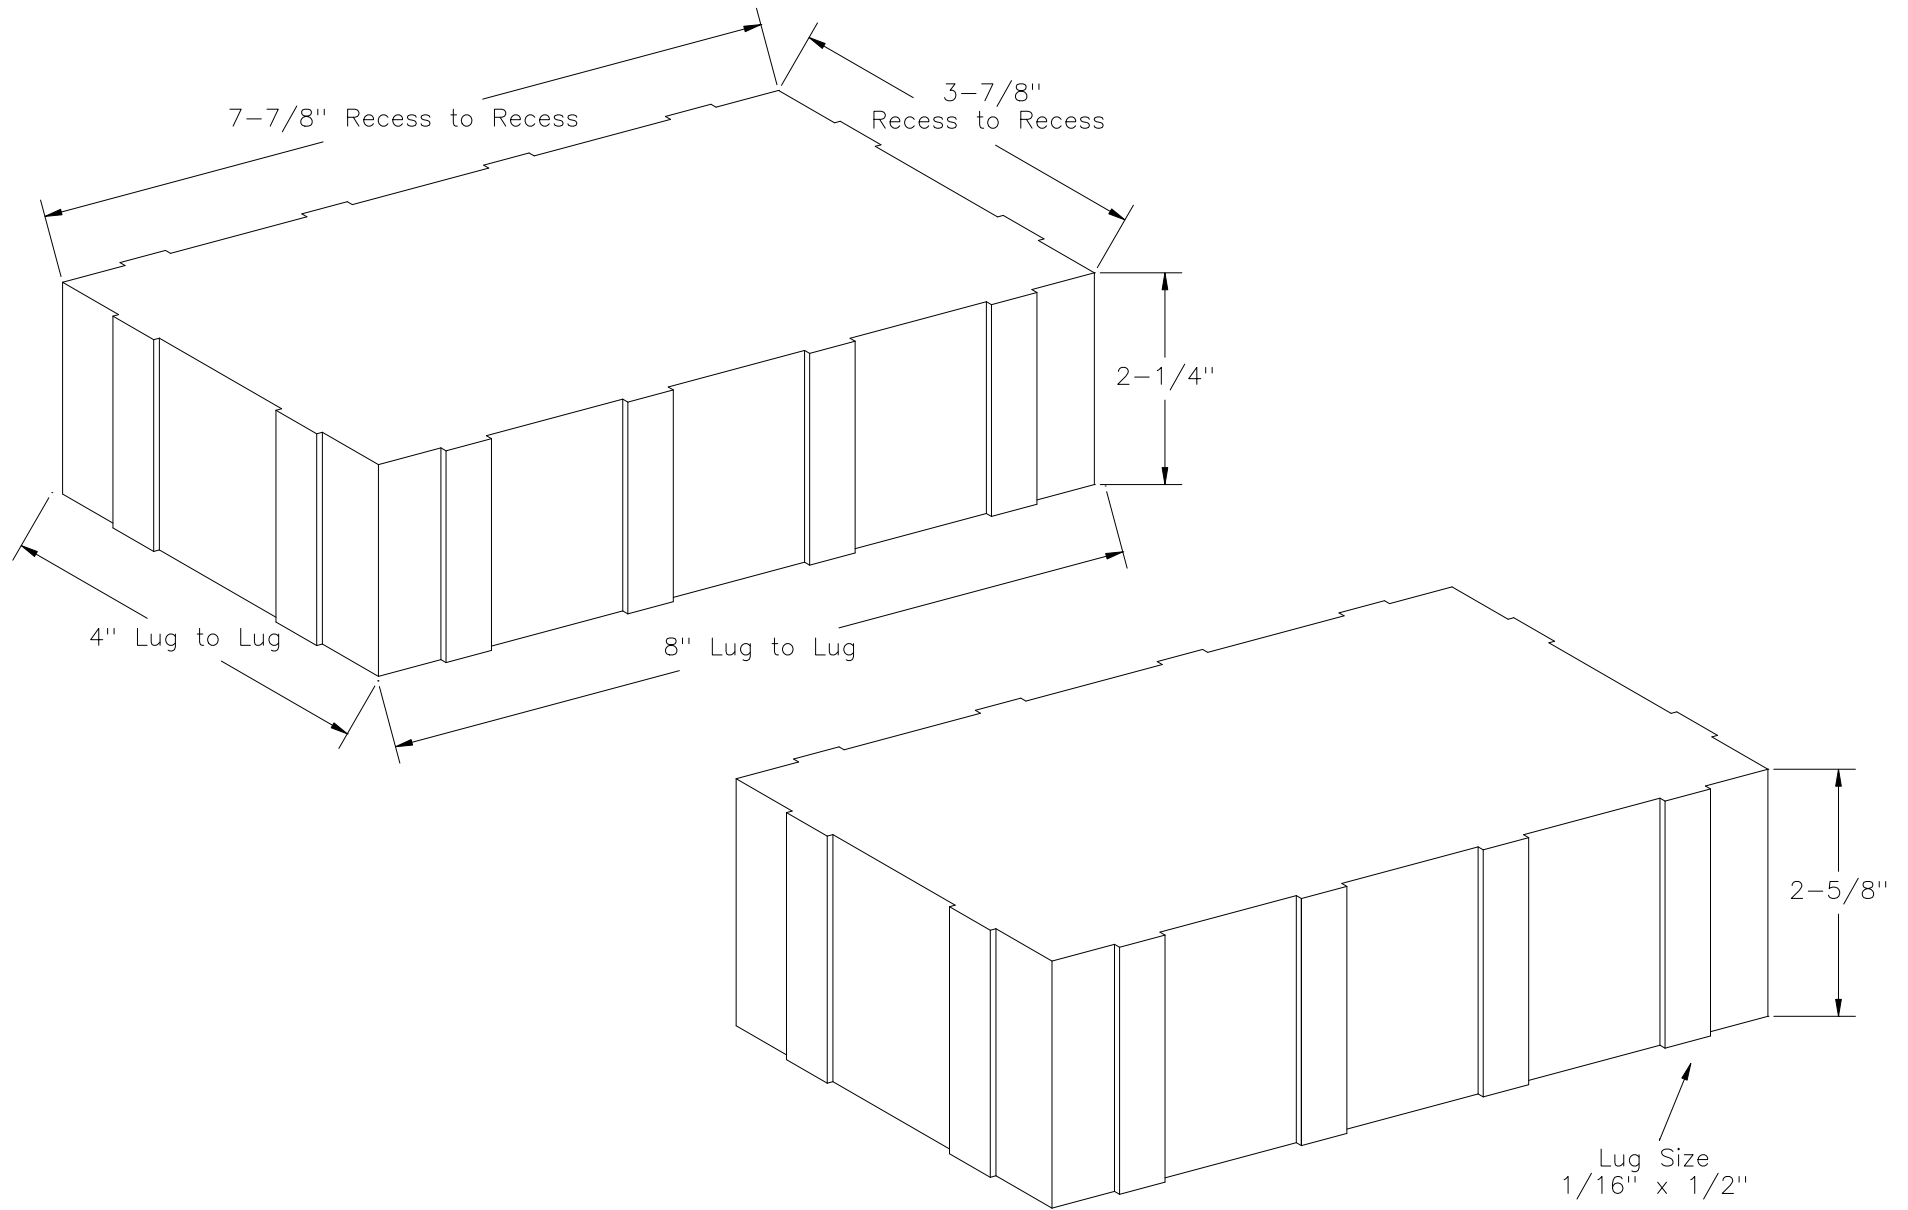 7-7/8" Recess to Recess
3-7/8"
Recess to Recess
2-1/4"
4" Lug to Lug
8" Lug to Lug
2-5/8"
Lug Size
1/16" x 1/2"